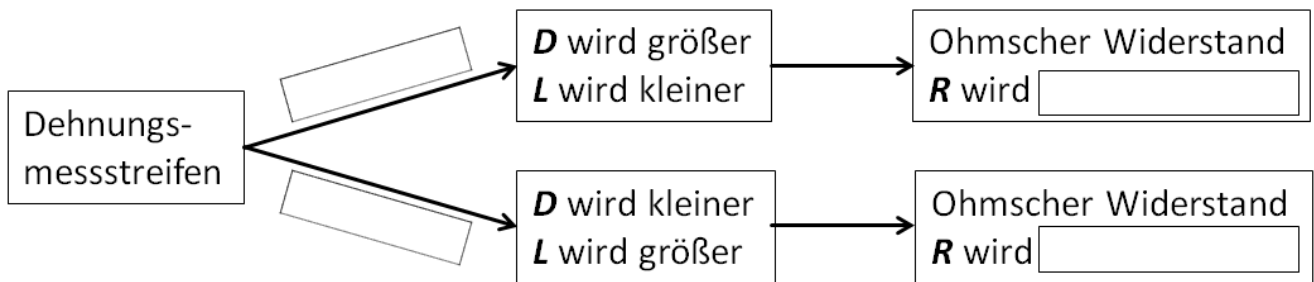 Dehnungs-
messstreifen
D wird größer
L wird kleiner
Ohmscher Widerstand
R wird
D wird kleiner
L wird größer
Ohmscher Widerstand
R wird